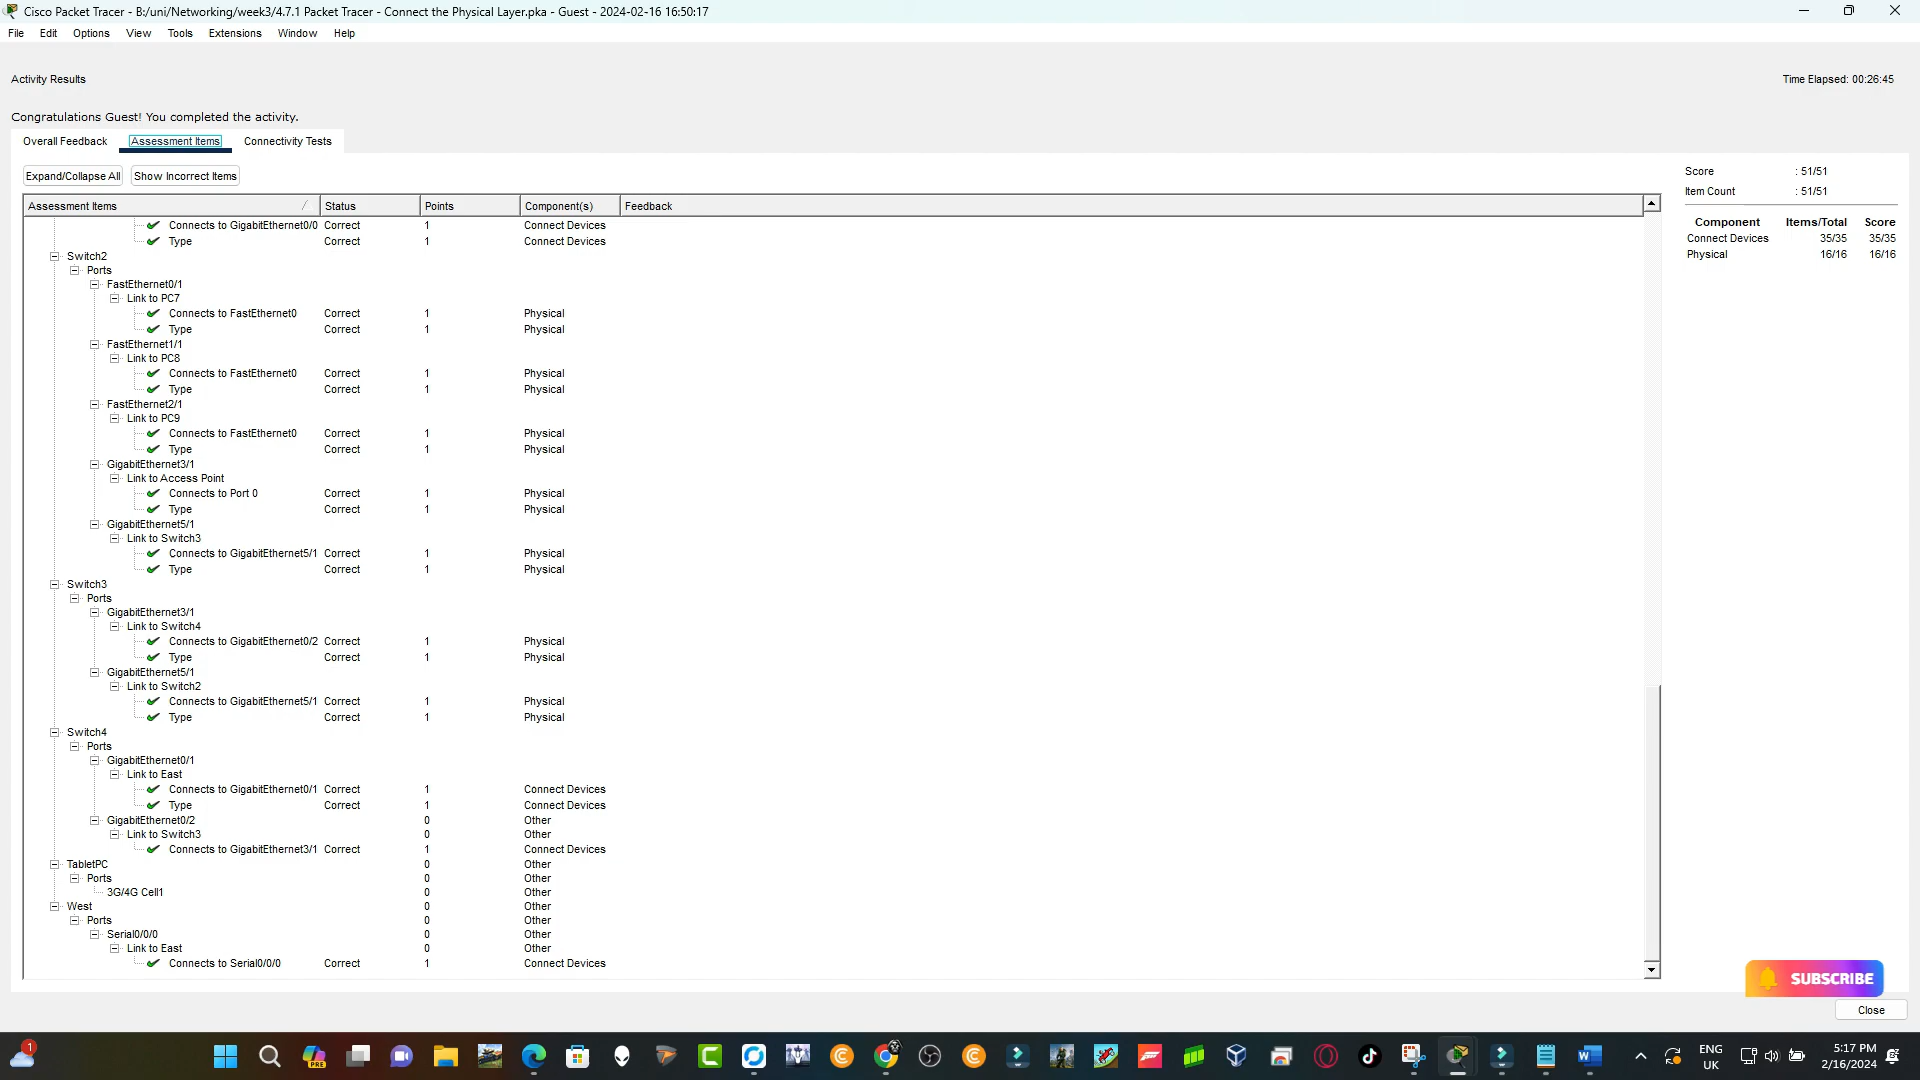 Cisco Packet Tracer - B:/uni/Networking/week3/4.7.1 Packet Tracer - Connect the Physical Layer.pka - Guest - 2024-02-16 16:50:17
File Edit Options View Tools Extensions Window Help
Activity Results
Time Elapsed: 00:26:45
Congratulations Guest! You completed the activity.
Overall Feedback Assessment Items Connectivity Tests
Expand/Collapse All Show Incorrect Items
Assessment Items Status Points Component(s) Feedback
Connects to GigabitEthernet0/0 Correct 1 Connect Devices
Type Correct 1 Connect Devices
Switch2
Ports
FastEthernet0/1
Link to PC7
Connects to FastEthernet0 Correct 1 Physical
Type Correct 1 Physical
FastEthernet1/1
Link to PC8
Connects to FastEthernet0 Correct 1 Physical
Type Correct 1 Physical
FastEthernet2/1
Link to PC9
Connects to FastEthernet0 Correct 1 Physical
Type Correct 1 Physical
GigabitEthernet3/1
Link to Access Point
Connects to Port 0 Correct 1 Physical
Type Correct 1 Physical
GigabitEthernet5/1
Link to Switch3
Connects to GigabitEthernet5/1 Correct 1 Physical
Type Correct 1 Physical
Switch3
Ports
GigabitEthernet3/1
Link to Switch4
Connects to GigabitEthernet0/2 Correct 1 Physical
Type Correct 1 Physical
GigabitEthernet5/1
Link to Switch2
Connects to GigabitEthernet5/1 Correct 1 Physical
Type Correct 1 Physical
Switch4
Ports
GigabitEthernet0/1
Link to East
Connects to GigabitEthernet0/1 Correct 1 Connect Devices
Type Correct 1 Connect Devices
GigabitEthernet0/2 0 Other
Link to Switch3 0 Other
Connects to GigabitEthernet3/1 Correct 1 Connect Devices
TabletPC 0 Other
Ports 0 Other
3G/4G Cell1 0 Other
West 0 Other
Ports 0 Other
Serial0/0/0 0 Other
Link to East 0 Other
Connects to Serial0/0/0 Correct 1 Connect Devices
Score : 51/51
Item Count : 51/51
Component Items/Total Score
Connect Devices 35/35 35/35
Physical 16/16 16/16
SUBSCRIBE
Close
1
PRE
ENG
UK
5:17 PM
2/16/2024